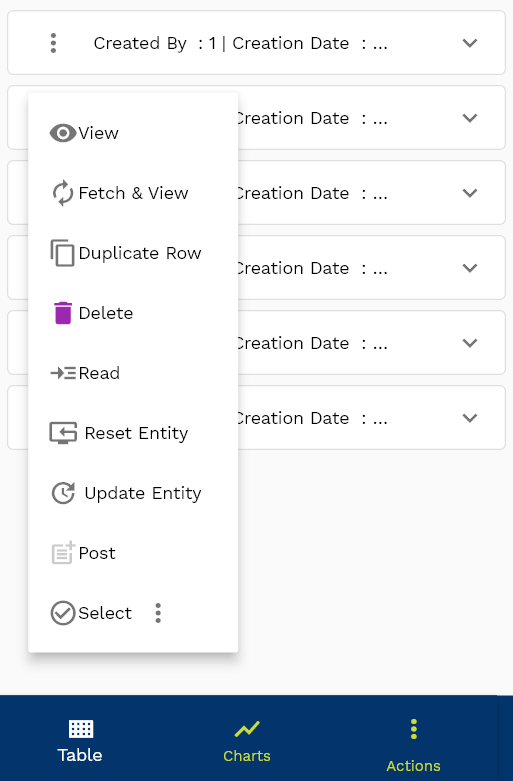 Created By : 1 | Creation Date : ...
Creation Date : ...
View
Fetch & View
Creation Date : ...
Duplicate Row
Creation Date : ...
Delete
Creation Date : ...
Read
Creation Date : ...
Reset Entity
Update Entity
Post
Select
Table
Charts
Actions